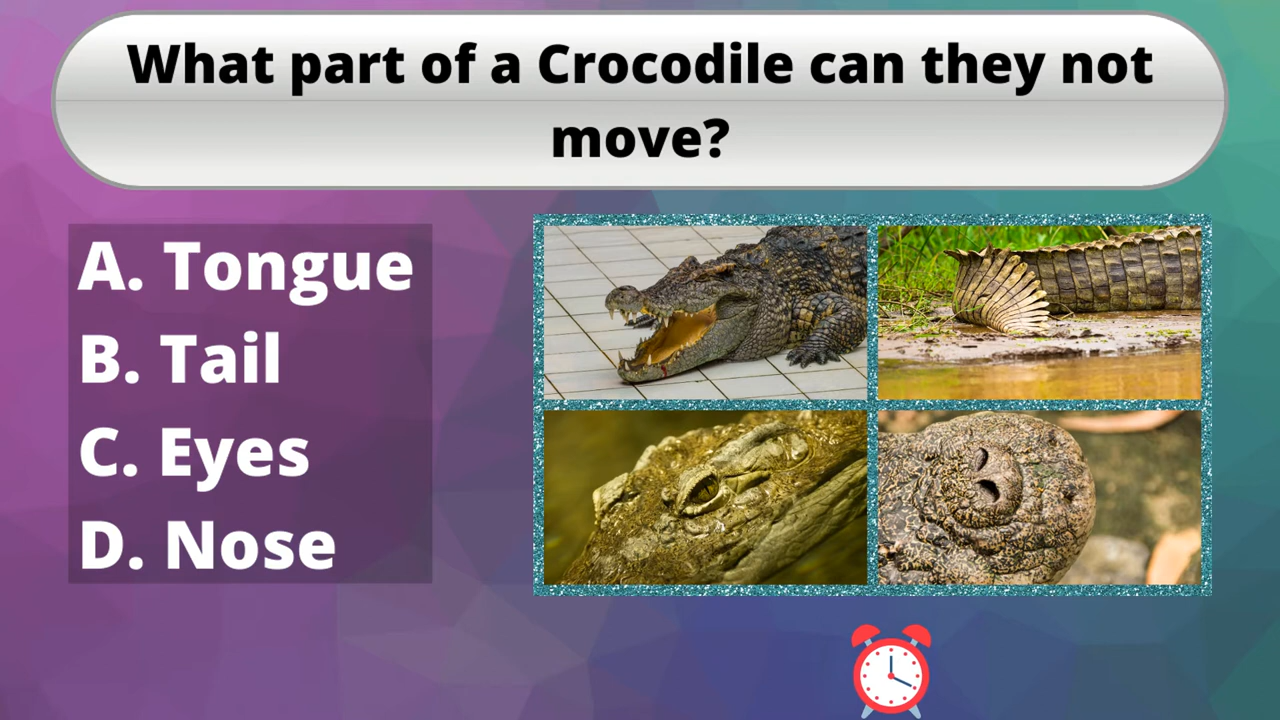 What part of a Crocodile can they not
move?
A. Tongue
B. Tail
C. Eyes
D. Nose